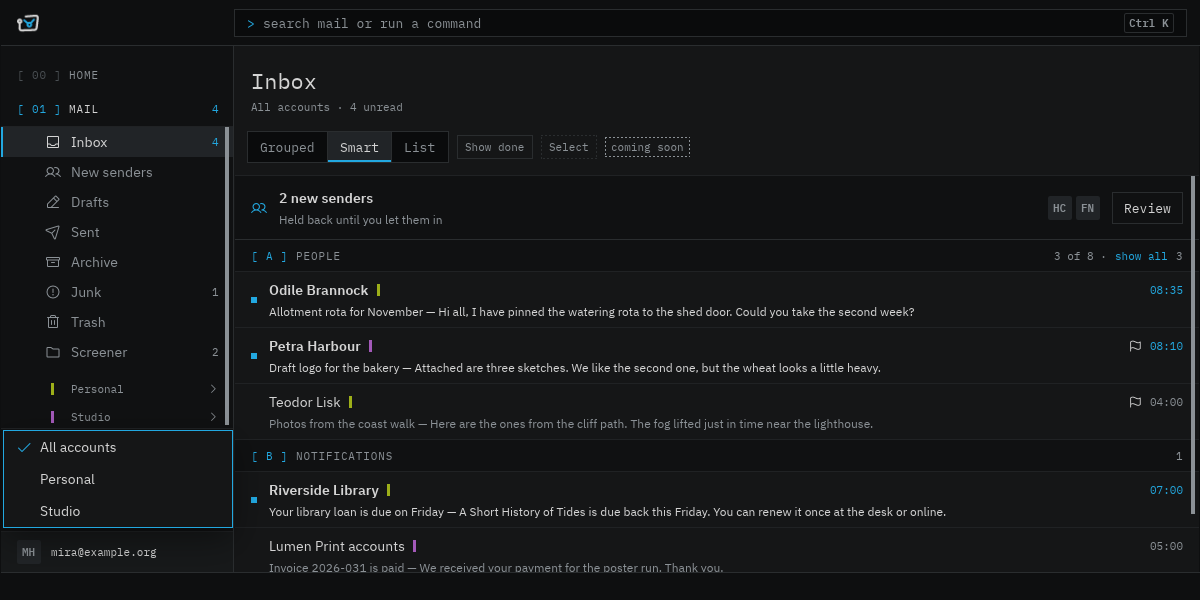 > search mail or run a command
Ctrl K
[ 00 ] HOME
[ 01 ] MAIL 4
Inbox 4
New senders
Drafts
Sent
Archive
Junk 1
Trash
Screener 2
Personal
Studio
All accounts
Personal
Studio
MH mira@example.org
Inbox
All accounts · 4 unread
Grouped Smart List Show done Select coming soon
2 new senders
Held back until you let them in
HC FN Review
[ A ] PEOPLE 3 of 8 · show all 3
Odile Brannock 08:35
Allotment rota for November — Hi all, I have pinned the watering rota to the shed door. Could you take the second week?
Petra Harbour 08:10
Draft logo for the bakery — Attached are three sketches. We like the second one, but the wheat looks a little heavy.
Teodor Lisk 04:00
Photos from the coast walk — Here are the ones from the cliff path. The fog lifted just in time near the lighthouse.
[ B ] NOTIFICATIONS 1
Riverside Library 07:00
Your library loan is due on Friday — A Short History of Tides is due back this Friday. You can renew it once at the desk or online.
Lumen Print accounts 05:00
Invoice 2026-031 is paid — We received your payment for the poster run. Thank you.